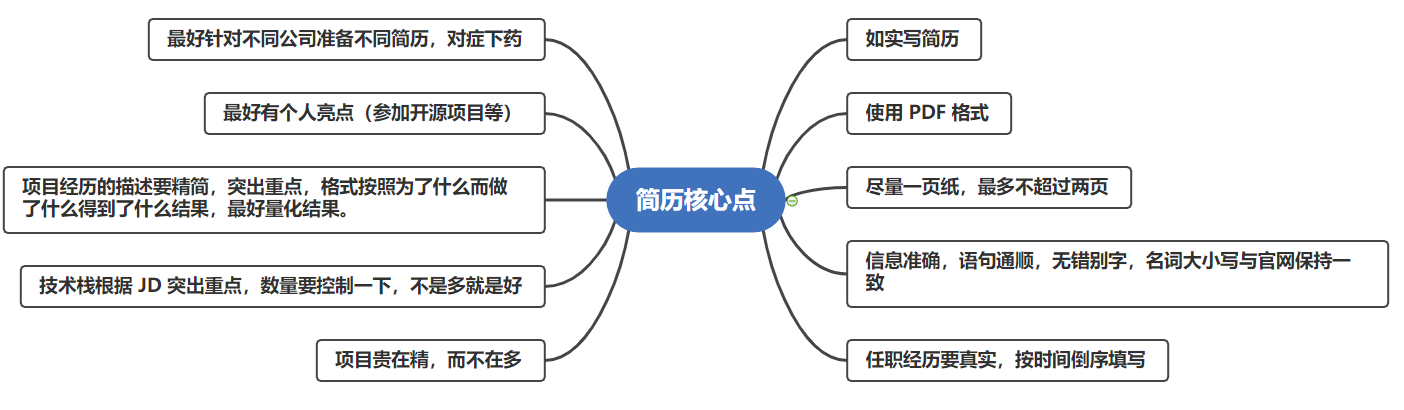 最好针对不同公司准备不同简历，对症下药
最好有个人亮点（参加开源项目等）
项目经历的描述要精简，突出重点，格式按照为了什么而做
了什么得到了什么结果，最好量化结果。
技术栈根据 JD 突出重点，数量要控制一下，不是多就是好
项目贵在精，而不在多
简历核心点
如实写简历
使用 PDF 格式
尽量一页纸，最多不超过两页
信息准确，语句通顺，无错别字，名词大小写与官网保持一
致
任职经历要真实，按时间倒序填写